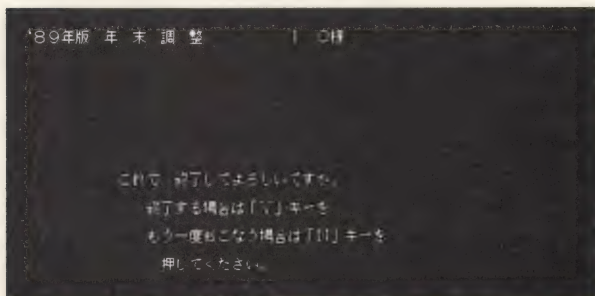 '89年版 年 末 調 整 I O様
これで 終了してよろしいですか。
終了する場合は「Y」キーを
もう一度おこなう場合は「N」キーを
押してください。